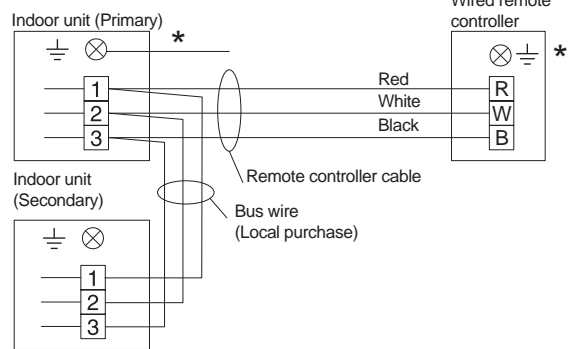 Indoor unit (Primary)
*
1
2
3
Wired remote
controller
*
R
W
B
Red
White
Black
Remote controller cable
Bus wire
(Local purchase)
Indoor unit
(Secondary)
1
2
3